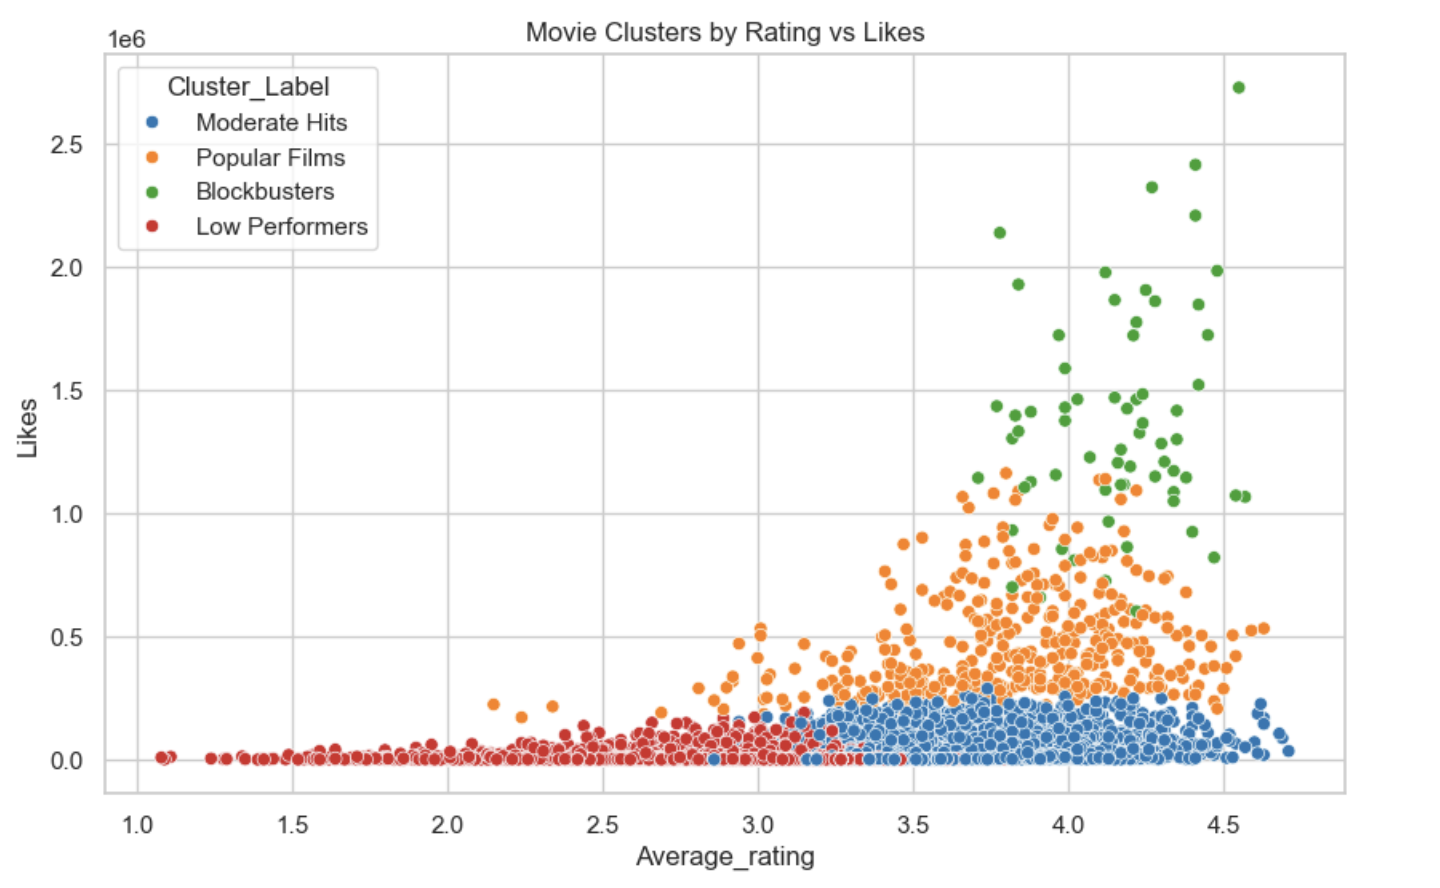 Movie Clusters by Rating vs Likes
1e6
Cluster_Label
Moderate Hits
Popular Films
Blockbusters
Low Performers
2.5
2.0
1.5
1.0
0.5
0.0
Likes
1.0 1.5 2.0 2.5 3.0 3.5 4.0 4.5
Average_rating